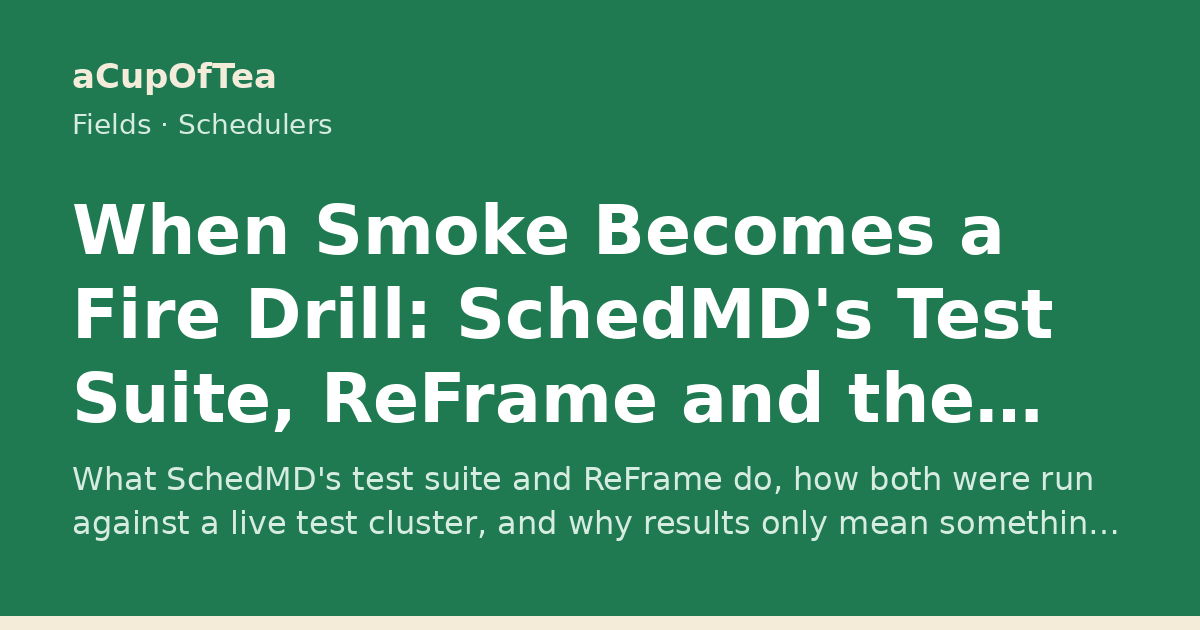 aCupOfTea
Fields · Schedulers
When Smoke Becomes a
Fire Drill: SchedMD's Test
Suite, ReFrame and the…
What SchedMD's test suite and ReFrame do, how both were run
against a live test cluster, and why results only mean somethin…